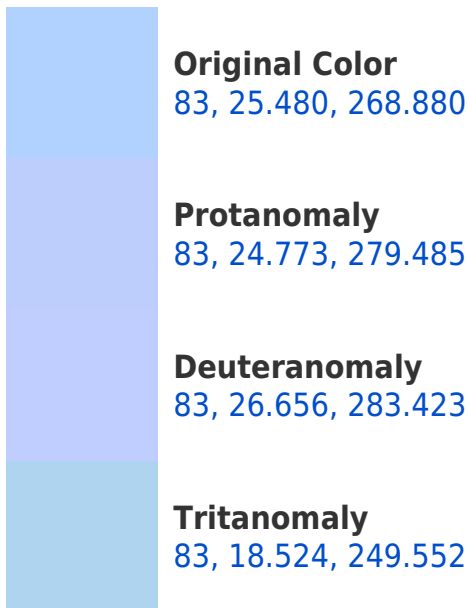 Original Color
83, 25.480, 268.880
Protanomaly
83, 24.773, 279.485
Deuteranomaly
83, 26.656, 283.423
Tritanomaly
83, 18.524, 249.552